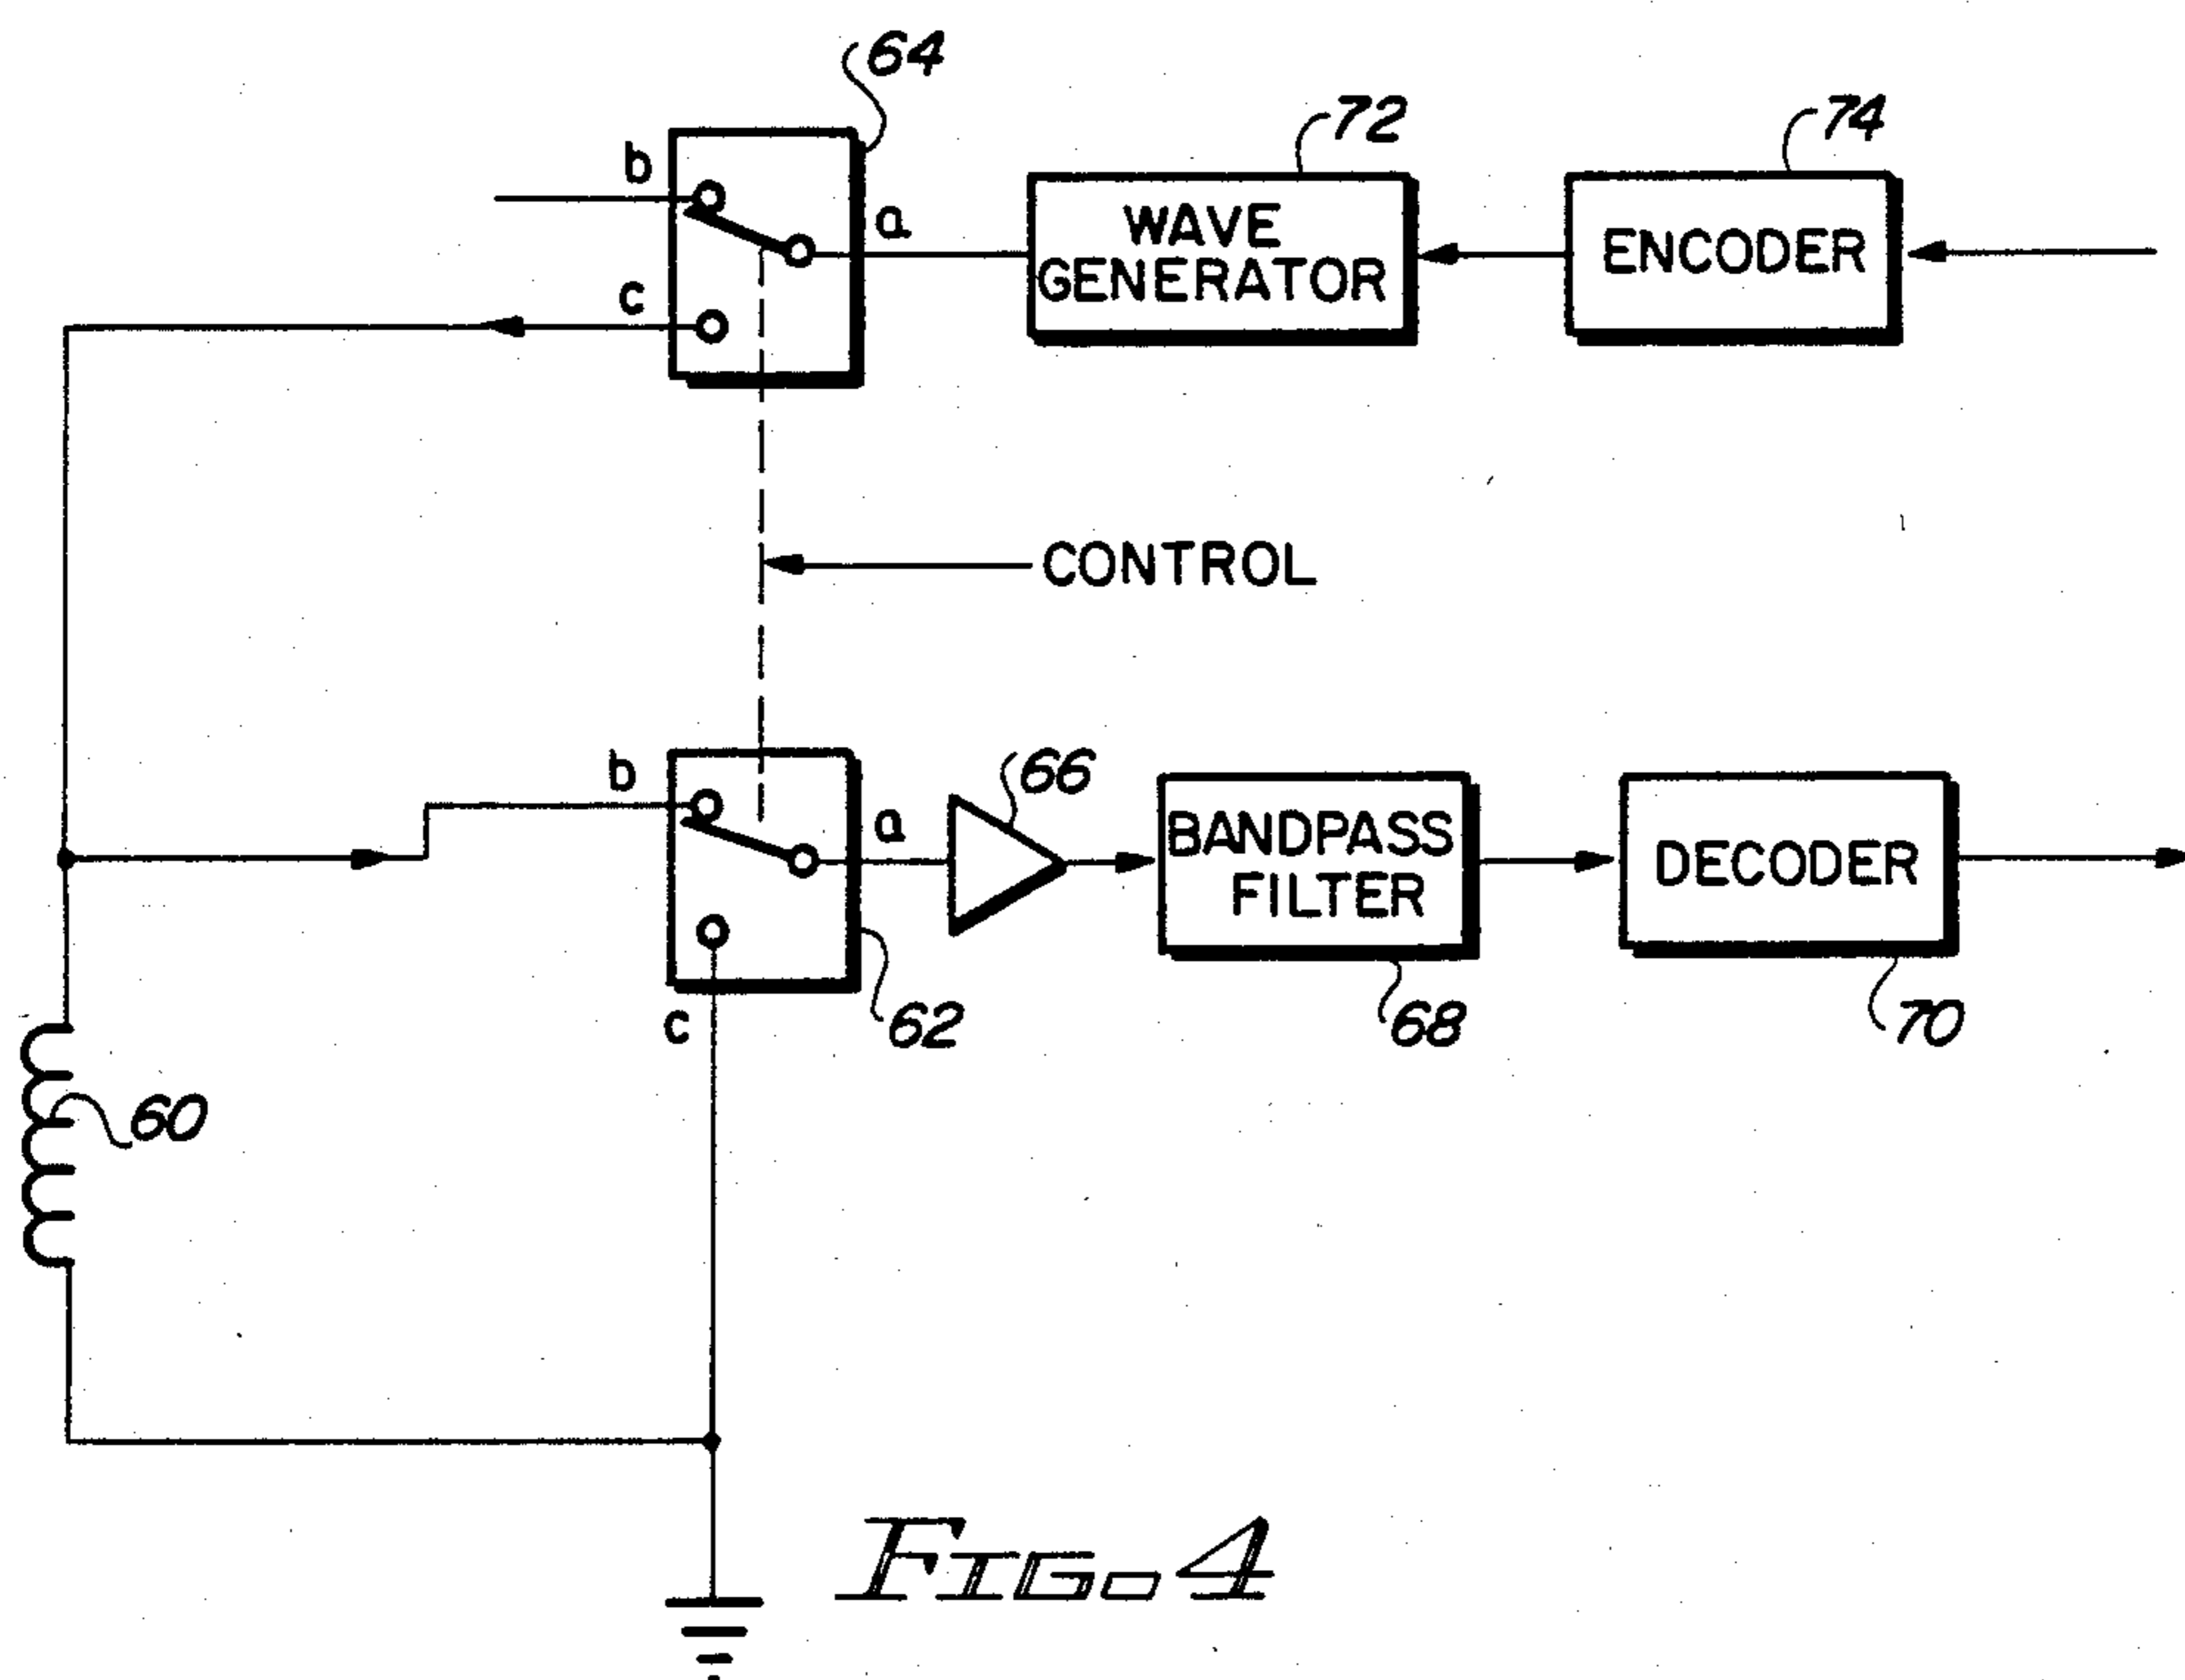 64
72
74
b
a
c
WAVE
GENERATOR
ENCODER
CONTROL
b
a
c
66
BANDPASS
FILTER
DECODER
62
68
70
60
FIG. 4